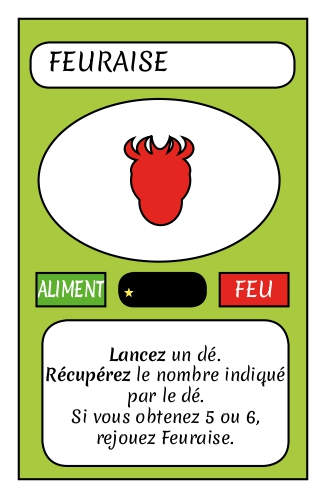 FEURAISE
ALIMENT
FEU
Lancez un dé.
Récupérez le nombre indiqué
par le dé.
Si vous obtenez 5 ou 6,
rejouez Feuraise.